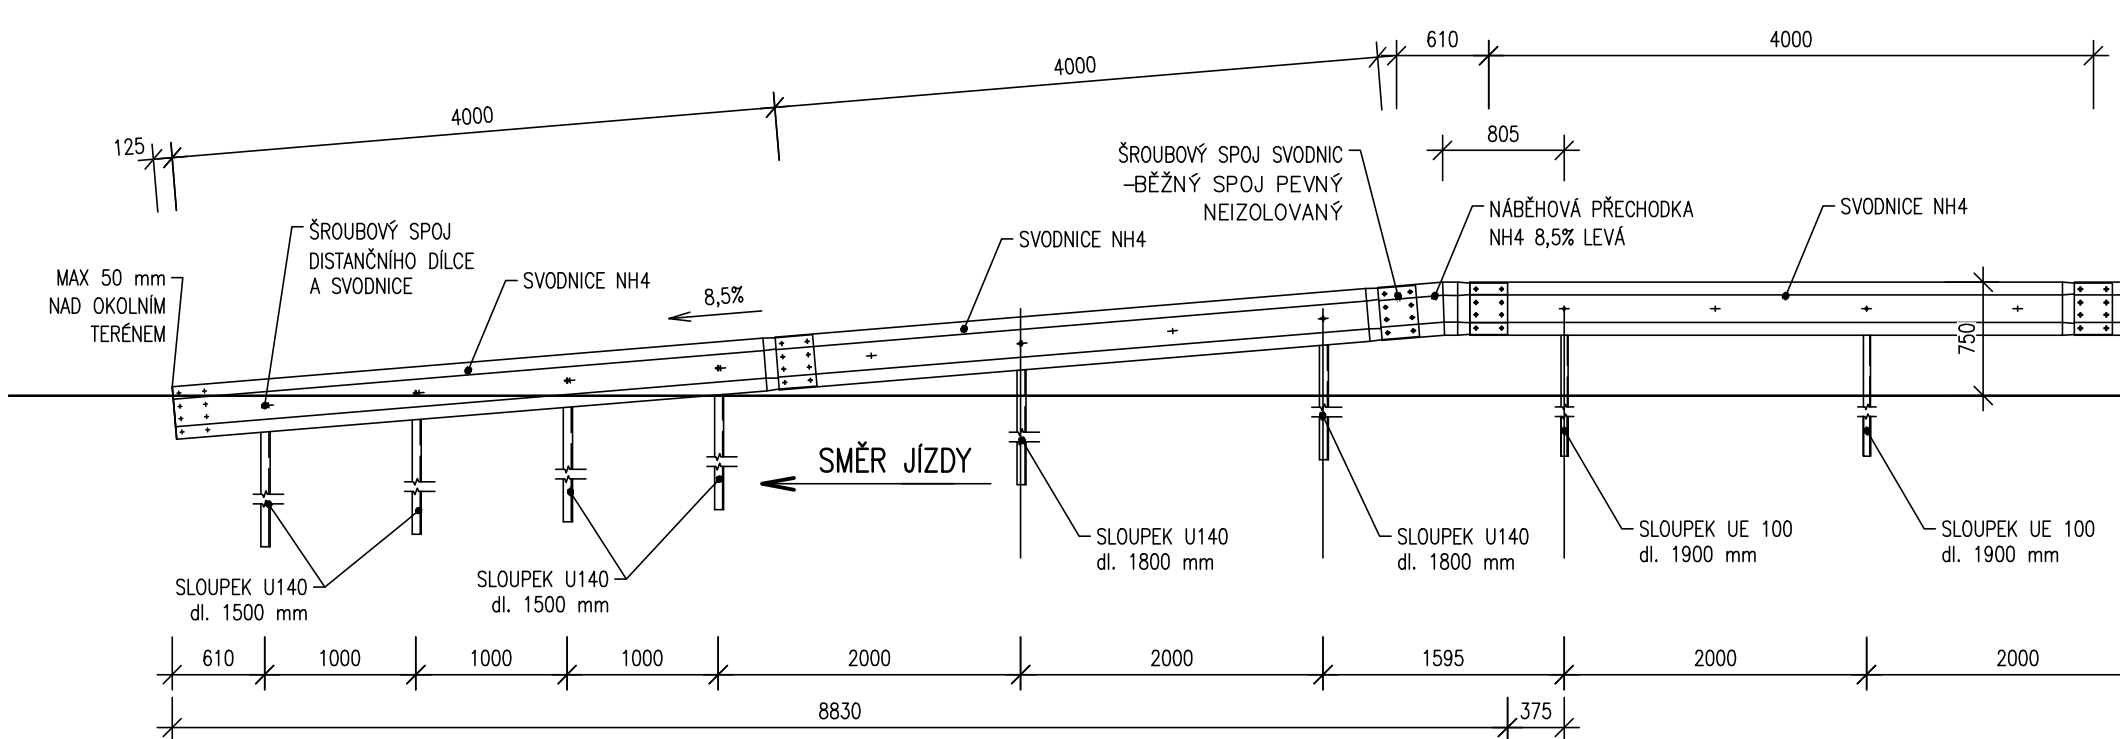 610
4000
4000
4000
125
805
ŠROUBOVÝ SPOJ SVODNIC
–BĚŽNÝ SPOJ PEVNÝ
NEIZOLOVANÝ
NÁBĚHOVÁ PŘECHODKA
NH4 8,5% LEVÁ
SVODNICE NH4
ŠROUBOVÝ SPOJ
DISTANČNÍHO DÍLCE
A SVODNICE
SVODNICE NH4
SVODNICE NH4
MAX 50 mm
NAD OKOLNÍM
TERÉNEM
8,5%
750
SMĚR JÍZDY
SLOUPEK U140
dl. 1500 mm
SLOUPEK U140
dl. 1500 mm
SLOUPEK U140
dl. 1800 mm
SLOUPEK U140
dl. 1800 mm
SLOUPEK UE 100
dl. 1900 mm
SLOUPEK UE 100
dl. 1900 mm
610
1000
1000
1000
2000
2000
1595
2000
2000
8830
375